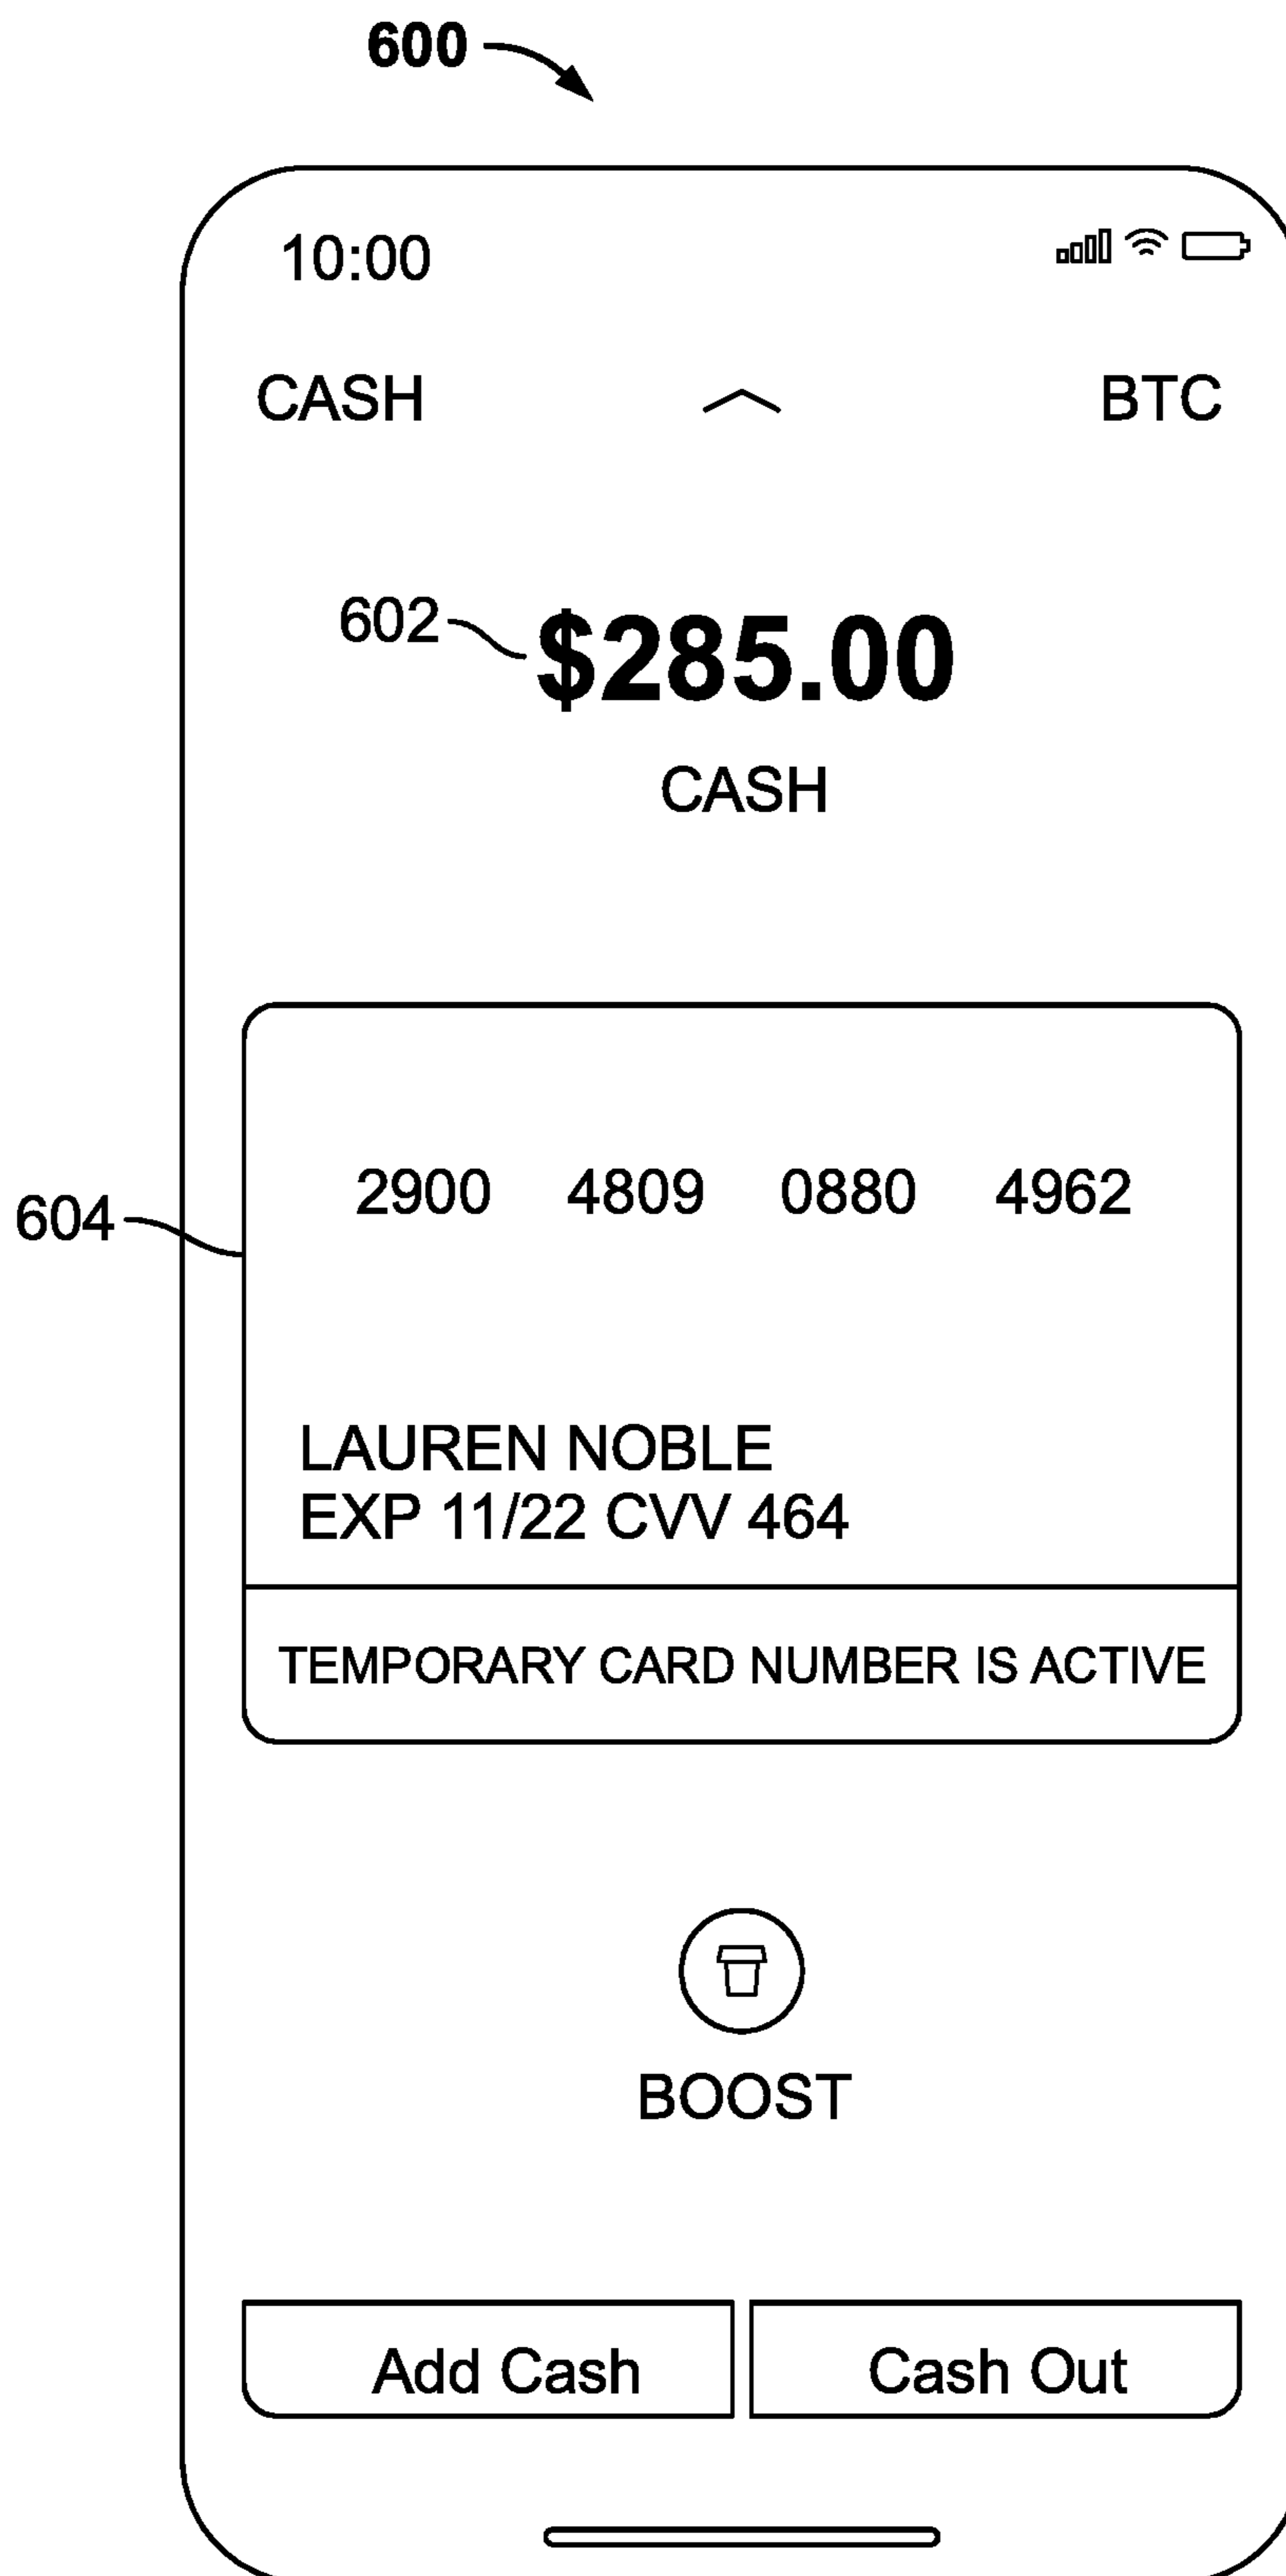 600
10:00
CASH BTC
602 $285.00
CASH
2900 4809 0880 4962
604
LAUREN NOBLE
EXP 11/22 CVV 464
TEMPORARY CARD NUMBER IS ACTIVE
BOOST
Add Cash Cash Out